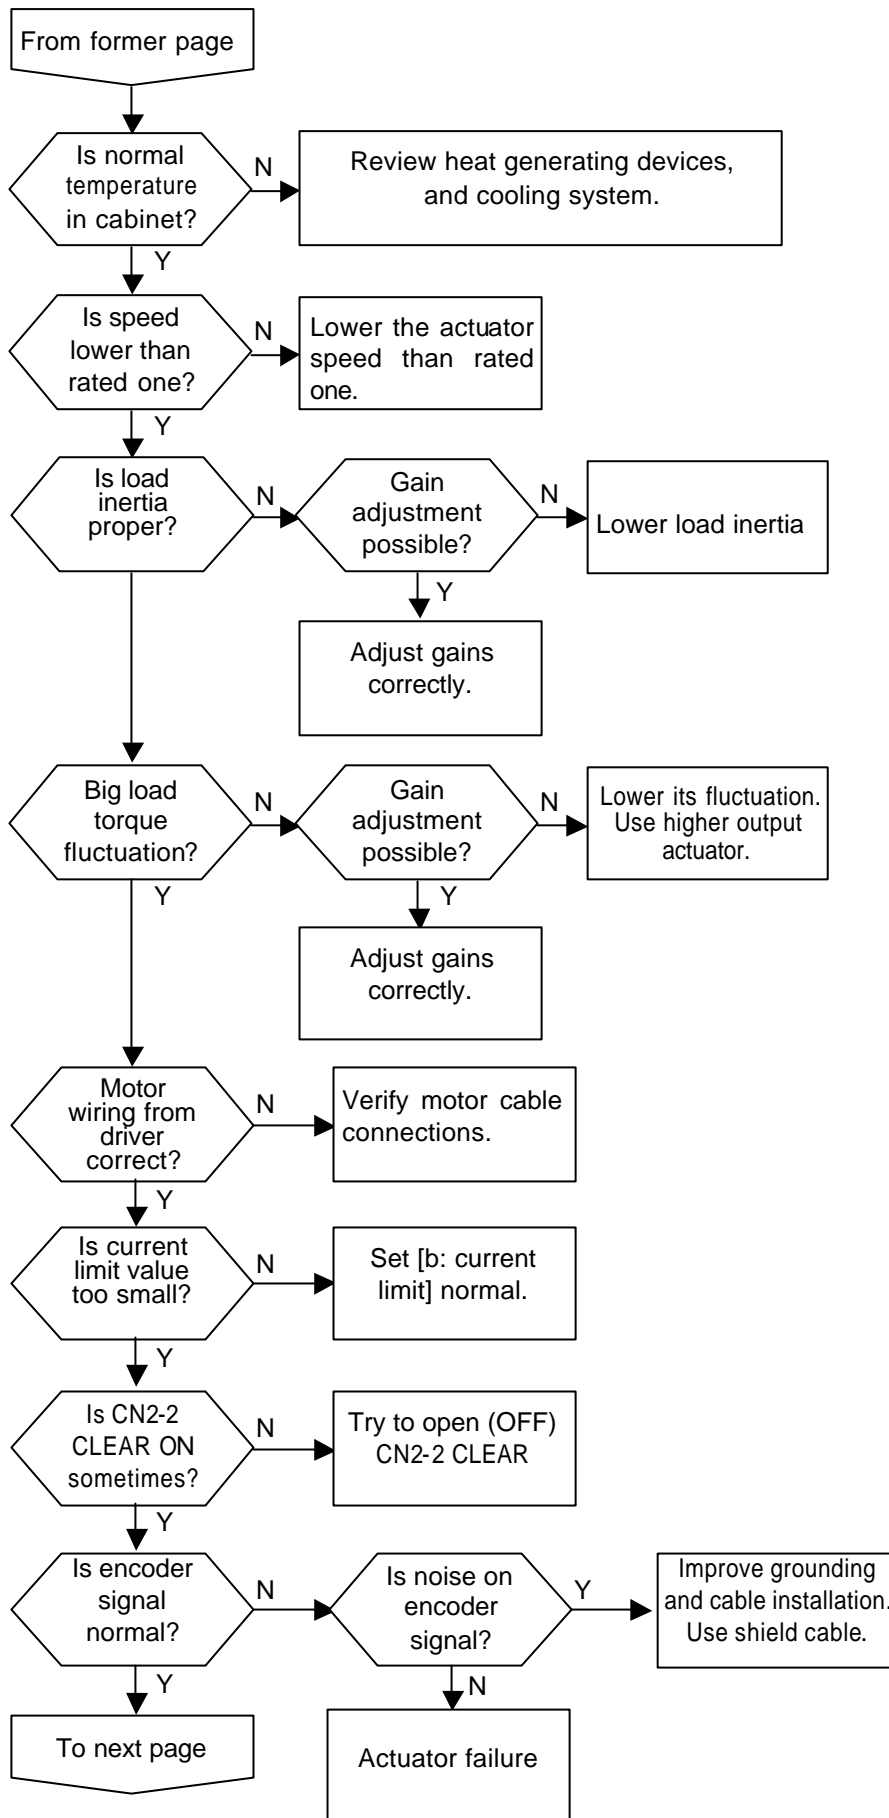 From former page
Is normal
temperature
in cabinet?
N
Review heat generating devices,
and cooling system.
Y
Is speed
lower than
rated one?
N
Lower the actuator
speed than rated
one.
Y
Is load
inertia
proper?
N
Gain
adjustment
possible?
N
Lower load inertia
Y
Adjust gains
correctly.
Big load
torque
fluctuation?
N
Gain
adjustment
possible?
N
Lower its fluctuation.
Use higher output
actuator.
Y
Y
Adjust gains
correctly.
Motor
wiring from
driver
correct?
N
Verify motor cable
connections.
Y
Is current
limit value
too small?
N
Set [b: current
limit] normal.
Y
Is CN2-2
CLEAR ON
sometimes?
N
Try to open (OFF)
CN2-2 CLEAR
Y
Is encoder
signal
normal?
N
Is noise on
encoder
signal?
Y
Improve grounding
and cable installation.
Use shield cable.
Y
N
To next page
Actuator failure